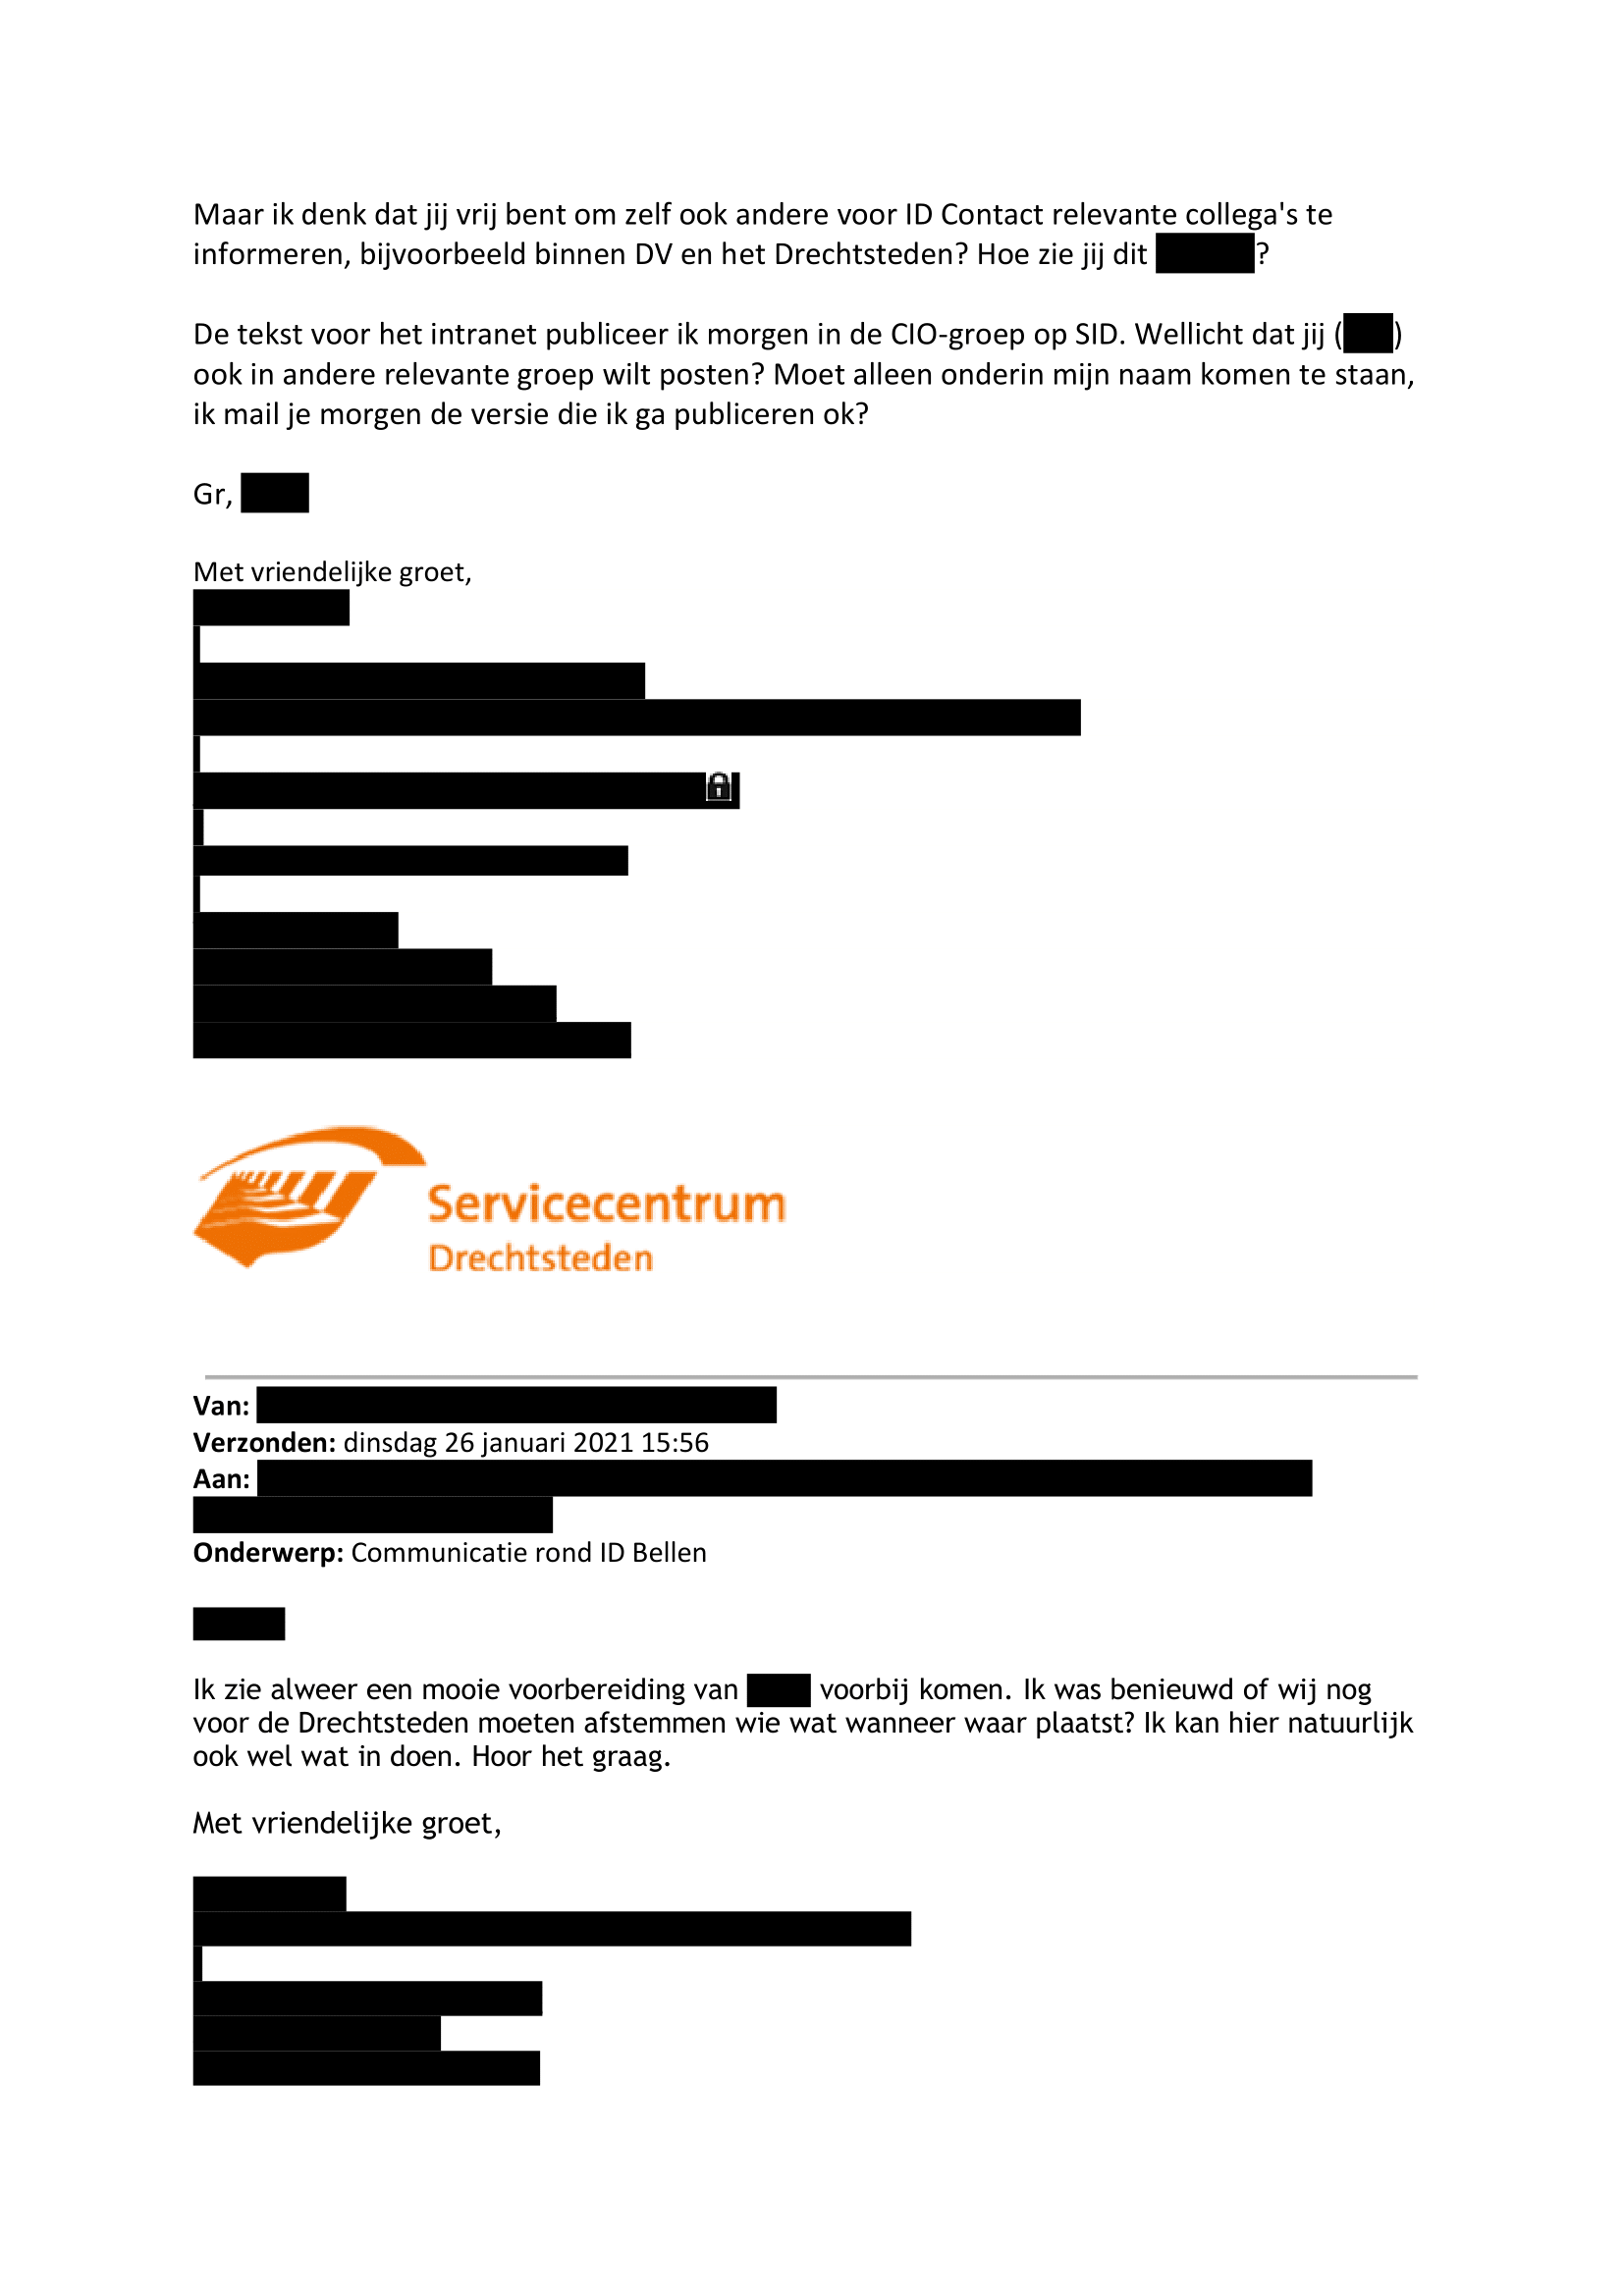 Maar ik denk dat jij vrij bent om zelf ook andere voor ID Contact relevante collega's te
informeren, bijvoorbeeld binnen DV en het Drechtsteden? Hoe zie jij dit ?
De tekst voor het intranet publiceer ik morgen in de CIO-groep op SID. Wellicht dat jij ( )
ook in andere relevante groep wilt posten? Moet alleen onderin mijn naam komen te staan,
ik mail je morgen de versie die ik ga publiceren ok?
Gr,
Met vriendelijke groet,
Servicecentrum
Drechtsteden
Van:
Verzonden: dinsdag 26 januari 2021 15:56
Aan:
Onderwerp: Communicatie rond ID Bellen
Ik zie alweer een mooie voorbereiding van voorbij komen. Ik was benieuwd of wij nog
voor de Drechtsteden moeten afstemmen wie wat wanneer waar plaatst? Ik kan hier natuurlijk
ook wel wat in doen. Hoor het graag.
Met vriendelijke groet,